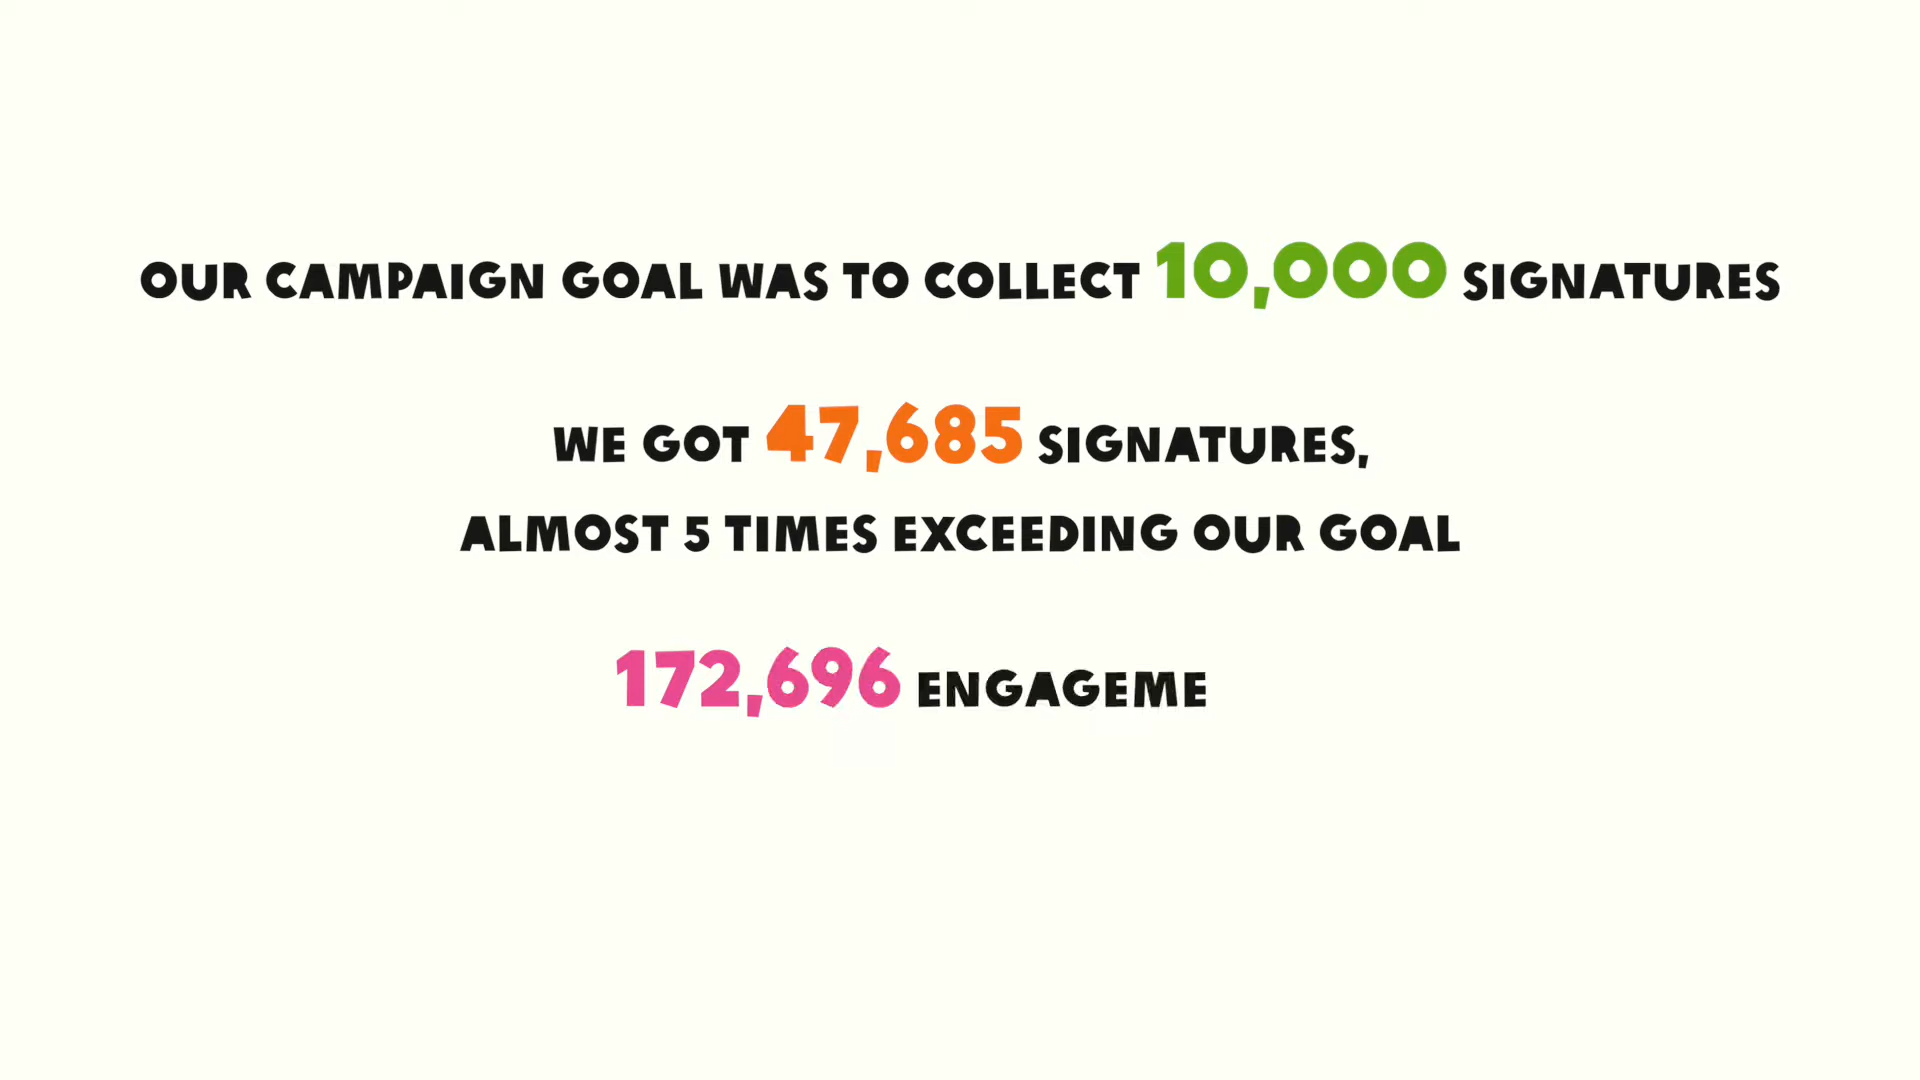 OUR CAMPAIGN GOAL WAS TO COLLECT 10,000 SIGNATURES
WE GOT 47,685 SIGNATURES,
ALMOST 5 TIMES EXCEEDING OUR GOAL
172,696 ENGAGEME